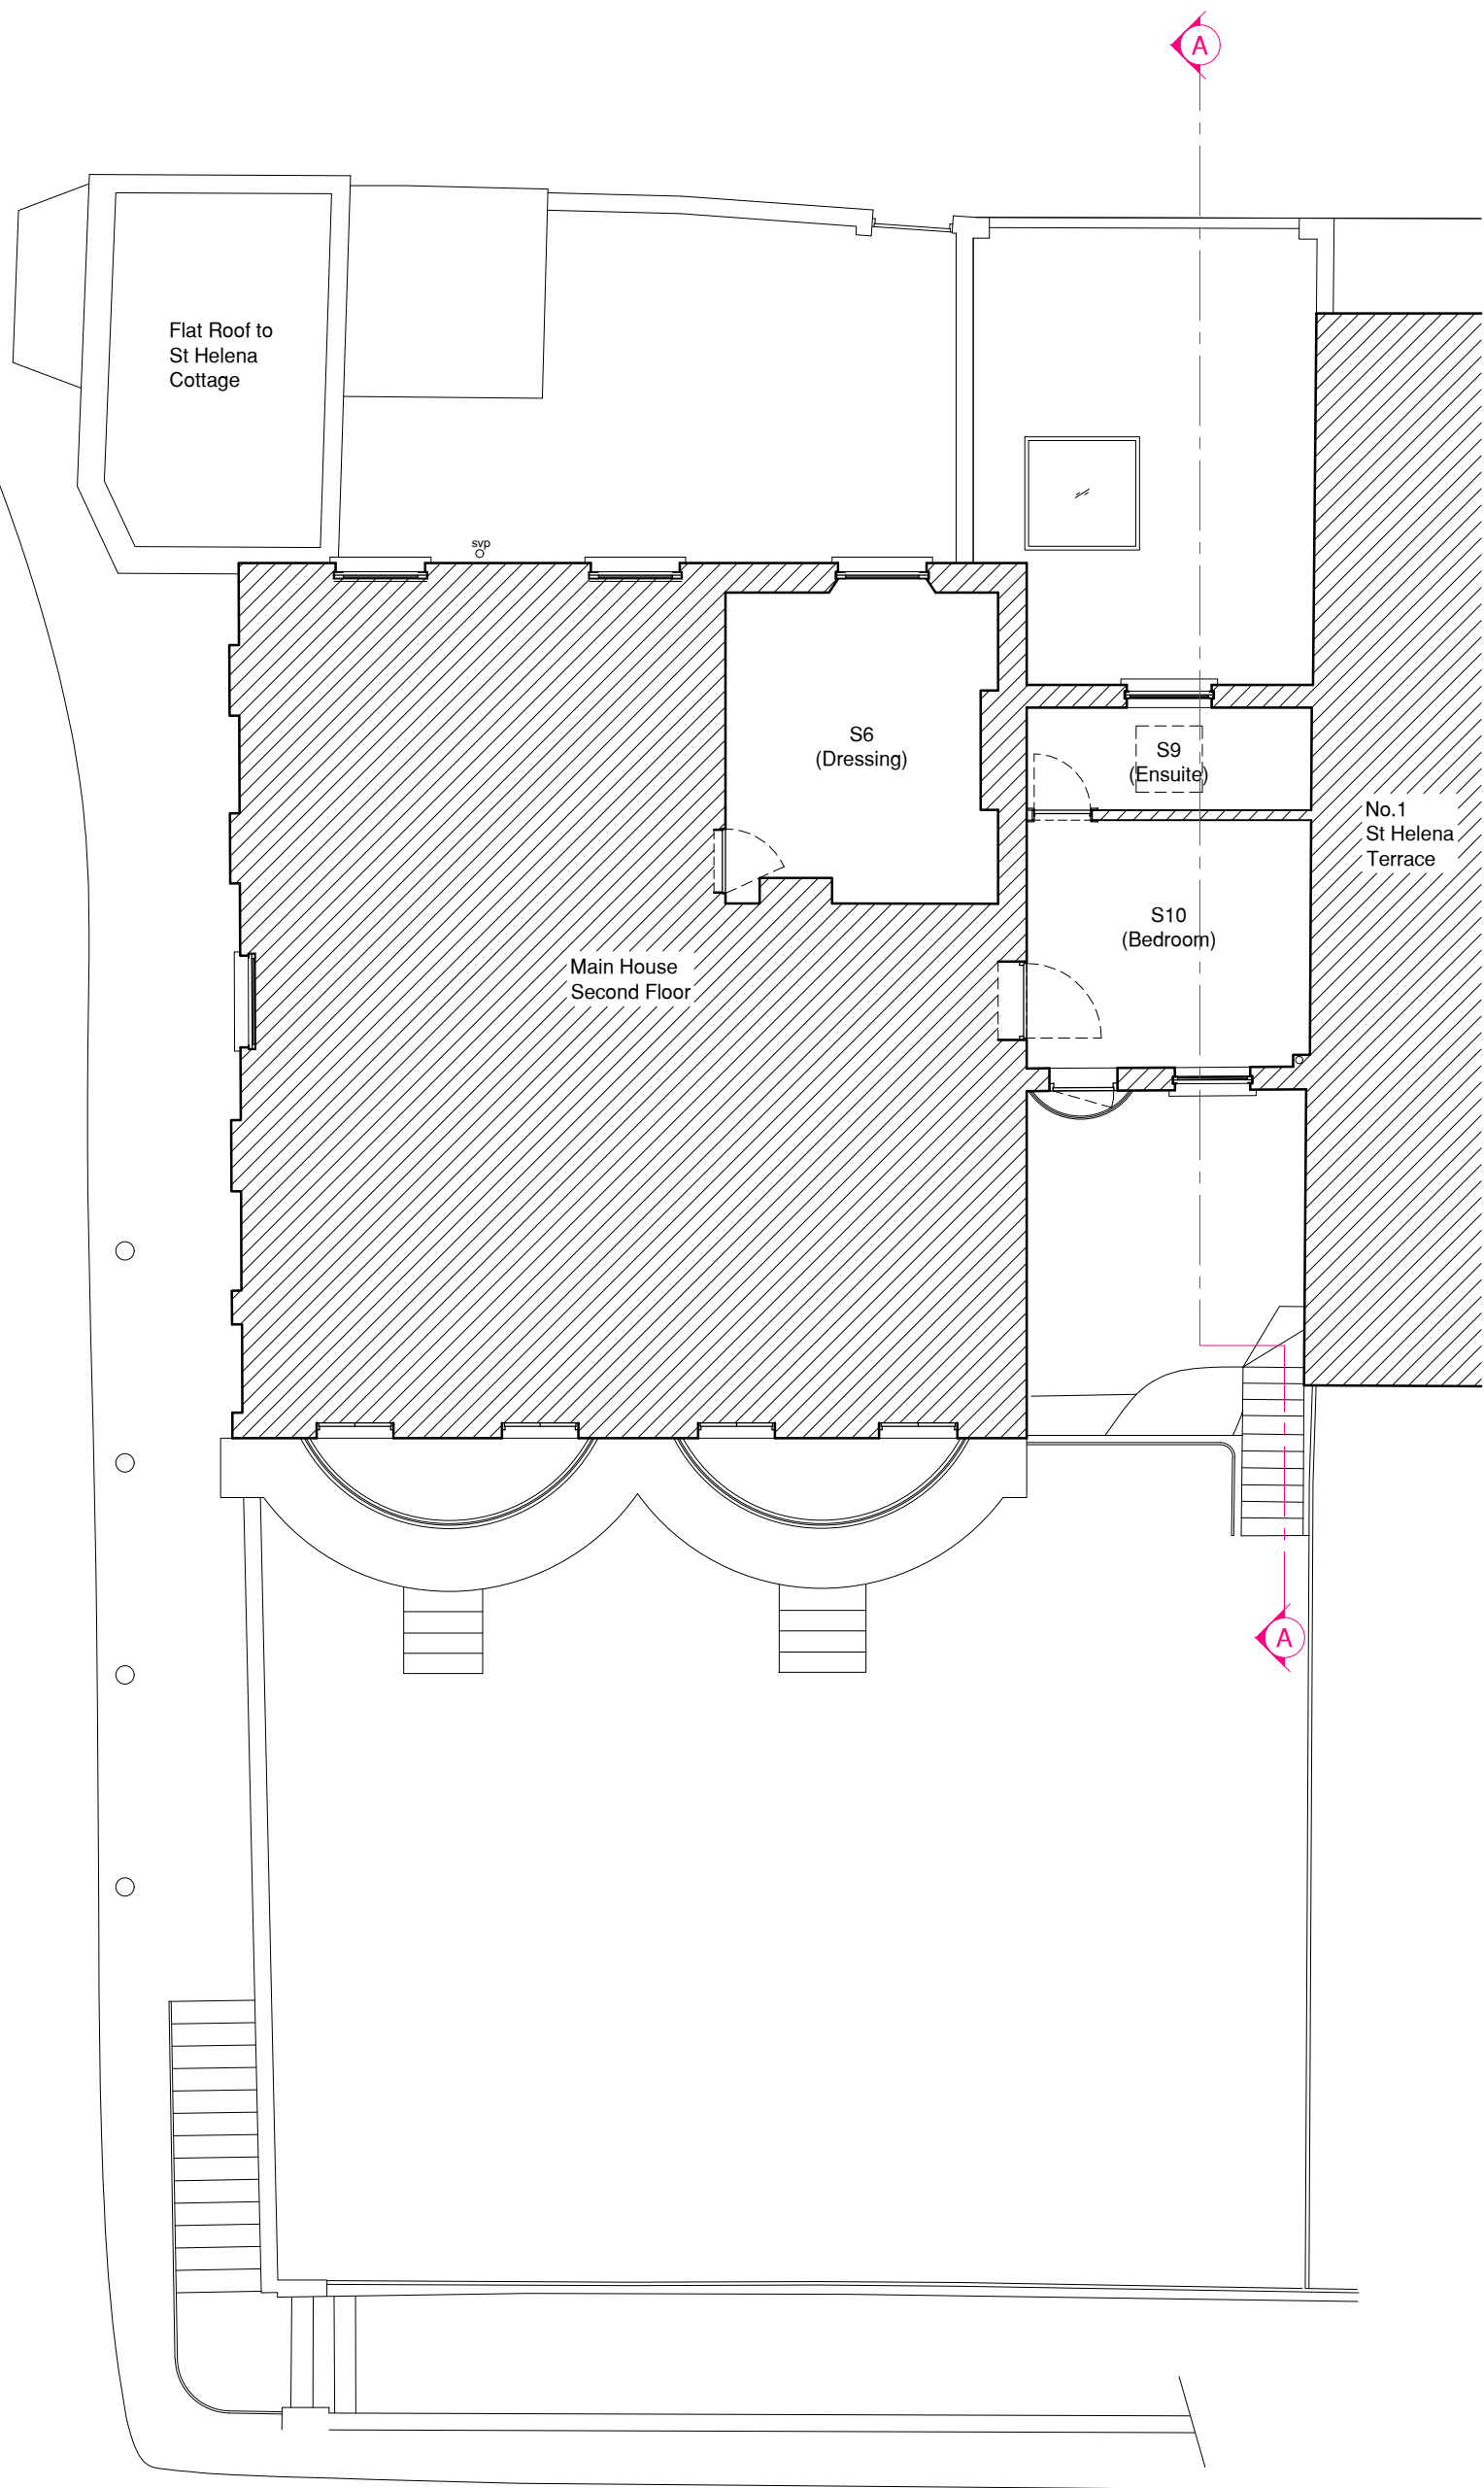 A
Flat Roof to
St Helena
Cottage
svp
S6
(Dressing)
S9
(Ensuite)
No.1
St Helena
Terrace
S10
(Bedroom)
Main House
Second Floor
A